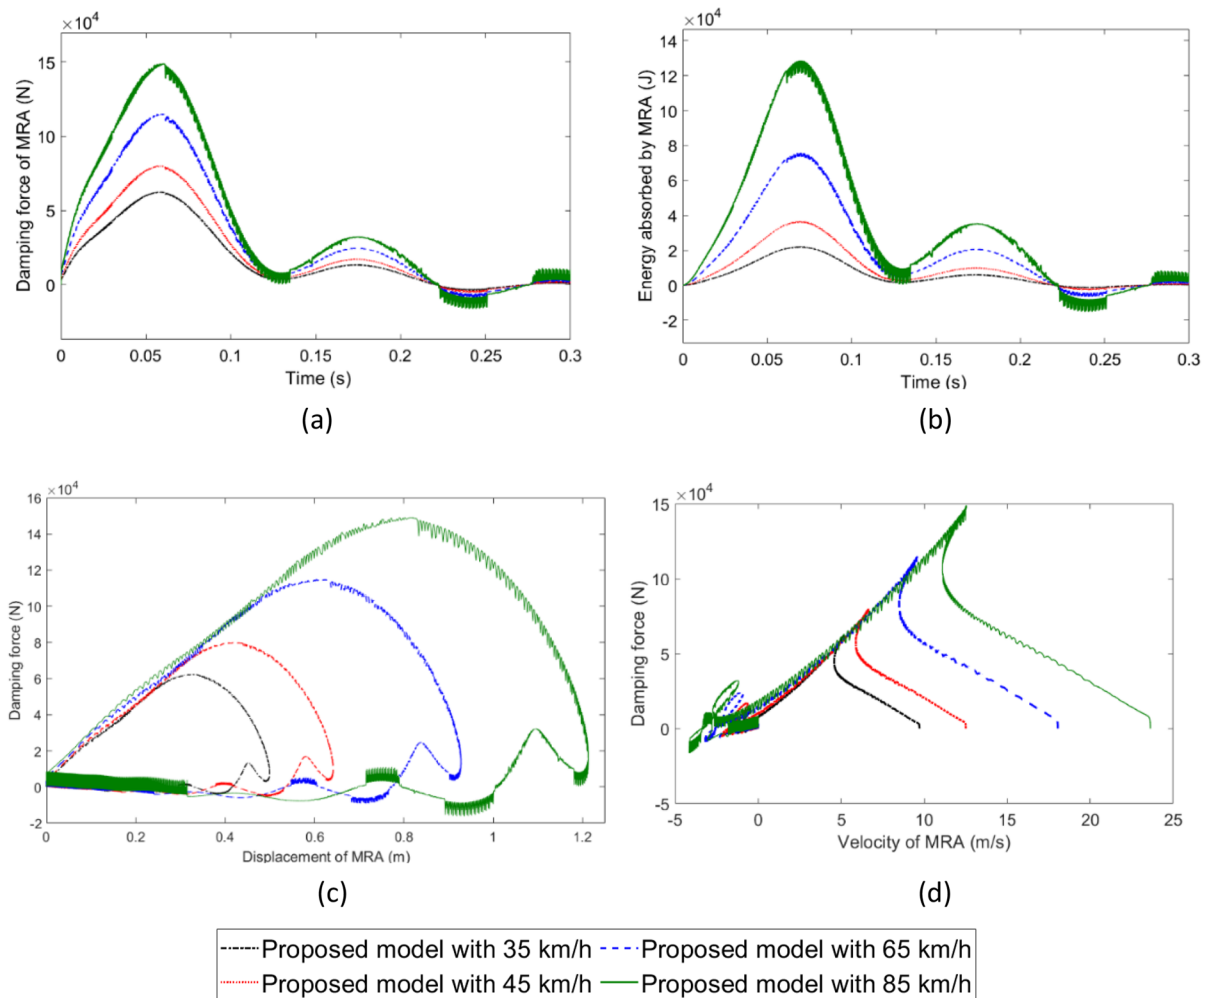 ×10⁴
Damping force of MRA (N)
15
10
5
0
0 0.05 0.1 0.15 0.2 0.25 0.3
Time (s)
(a)
×10⁴
Energy absorbed by MRA (J)
14
12
10
8
6
4
2
0
-2
0 0.05 0.1 0.15 0.2 0.25 0.3
Time (s)
(b)
×10⁴
Damping force (N)
16
14
12
10
8
6
4
2
0
-2
0 0.2 0.4 0.6 0.8 1 1.2
Displacement of MRA (m)
(c)
×10⁴
Damping force (N)
15
10
5
0
-5
-5 0 5 10 15 20 25
Velocity of MRA (m/s)
(d)
Proposed model with 35 km/h Proposed model with 65 km/h
Proposed model with 45 km/h Proposed model with 85 km/h